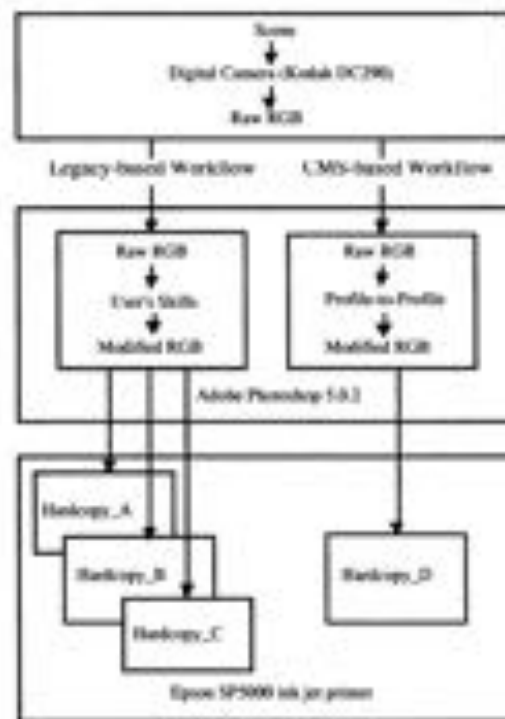 Scene
Digital Camera (Kodak DC290)
Raw RGB
Legacy-based Workflow
CMS-based Workflow
Raw RGB
User's Skills
Modified RGB
Raw RGB
Profile-to-Profile
Modified RGB
Adobe Photoshop 5.0.2
Hardcopy_A
Hardcopy_B
Hardcopy_C
Hardcopy_D
Epson SP5000 ink jet printer